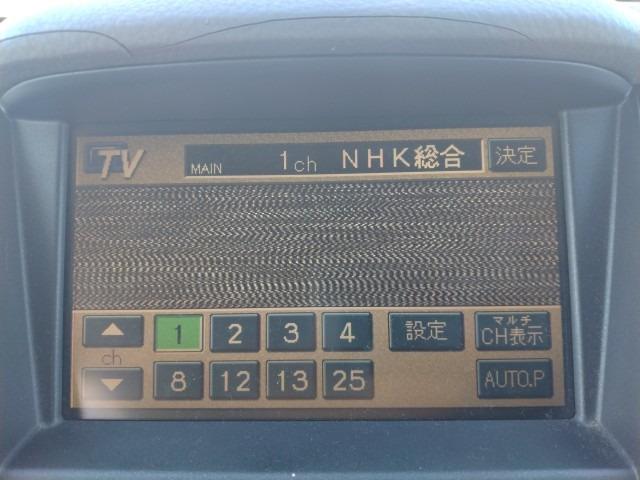 TV
MAIN 1ch NHK総合 決定
ch
1 2 3 4 設定 マルチ CH表示
8 12 13 25 AUTO.P